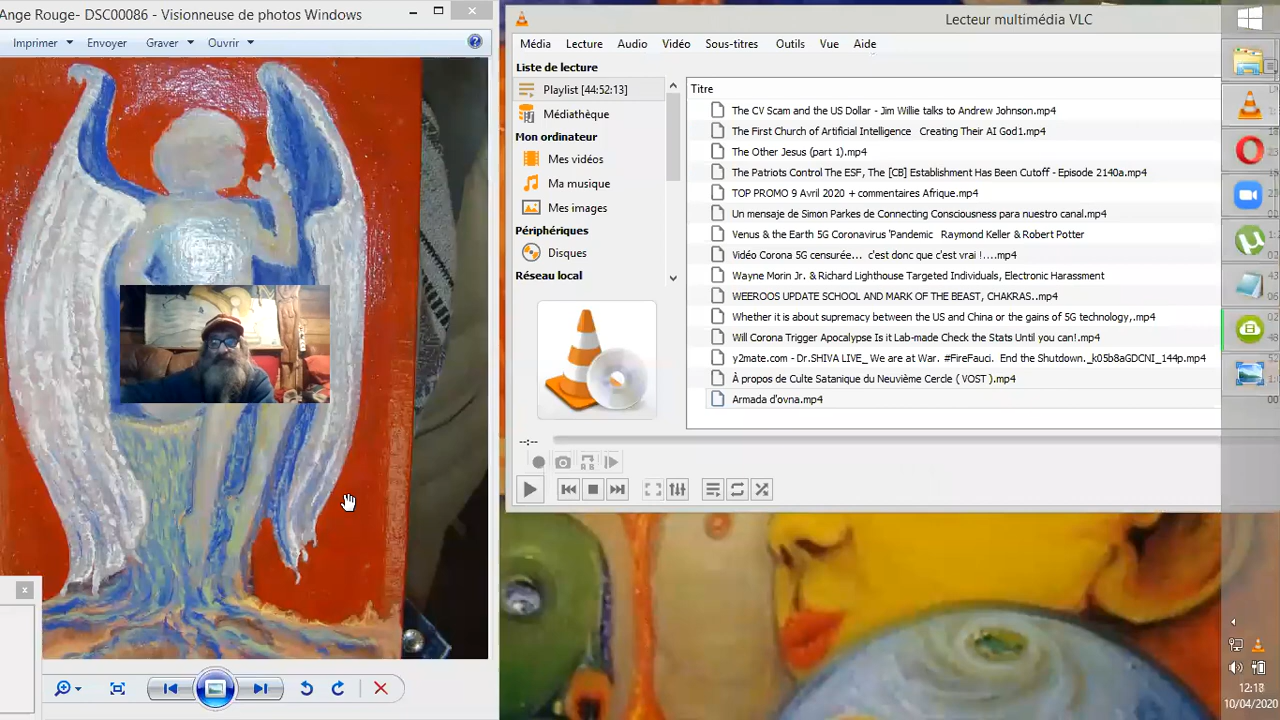 Ange Rouge- DSC00086 - Visionneuse de photos Windows
Imprimer Envoyer Graver Ouvrir
Lecteur multimédia VLC
Média Lecture Audio Vidéo Sous-titres Outils Vue Aide
Liste de lecture
Playlist [44:52:13]
Médiathèque
Mon ordinateur
Mes vidéos
Ma musique
Mes images
Périphériques
Disques
Réseau local
Titre
The CV Scam and the US Dollar - Jim Willie talks to Andrew Johnson.mp4
The First Church of Artificial Intelligence Creating Their AI God1.mp4
The Other Jesus (part 1).mp4
The Patriots Control The ESF, The [CB] Establishment Has Been Cutoff - Episode 2140a.mp4
TOP PROMO 9 Avril 2020 + commentaires Afrique.mp4
Un mensaje de Simon Parkes de Connecting Consciousness para nuestro canal.mp4
Venus & the Earth 5G Coronavirus 'Pandemic Raymond Keller & Robert Potter
Vidéo Corona 5G censurée... c'est donc que c'est vrai !....mp4
Wayne Morin Jr. & Richard Lighthouse Targeted Individuals, Electronic Harassment
WEEROOS UPDATE SCHOOL AND MARK OF THE BEAST, CHAKRAS..mp4
Whether it is about supremacy between the US and China or the gains of 5G technology,.mp4
Will Corona Trigger Apocalypse Is it Lab-made Check the Stats Until you can!.mp4
y2mate.com - Dr.SHIVA LIVE_ We are at War. #FireFauci. End the Shutdown._k05b8aGDCNI_144p.mp4
À propos de Culte Satanique du Neuvième Cercle ( VOST ).mp4
Armada d'ovna.mp4
--:--
12:18
10/04/2020